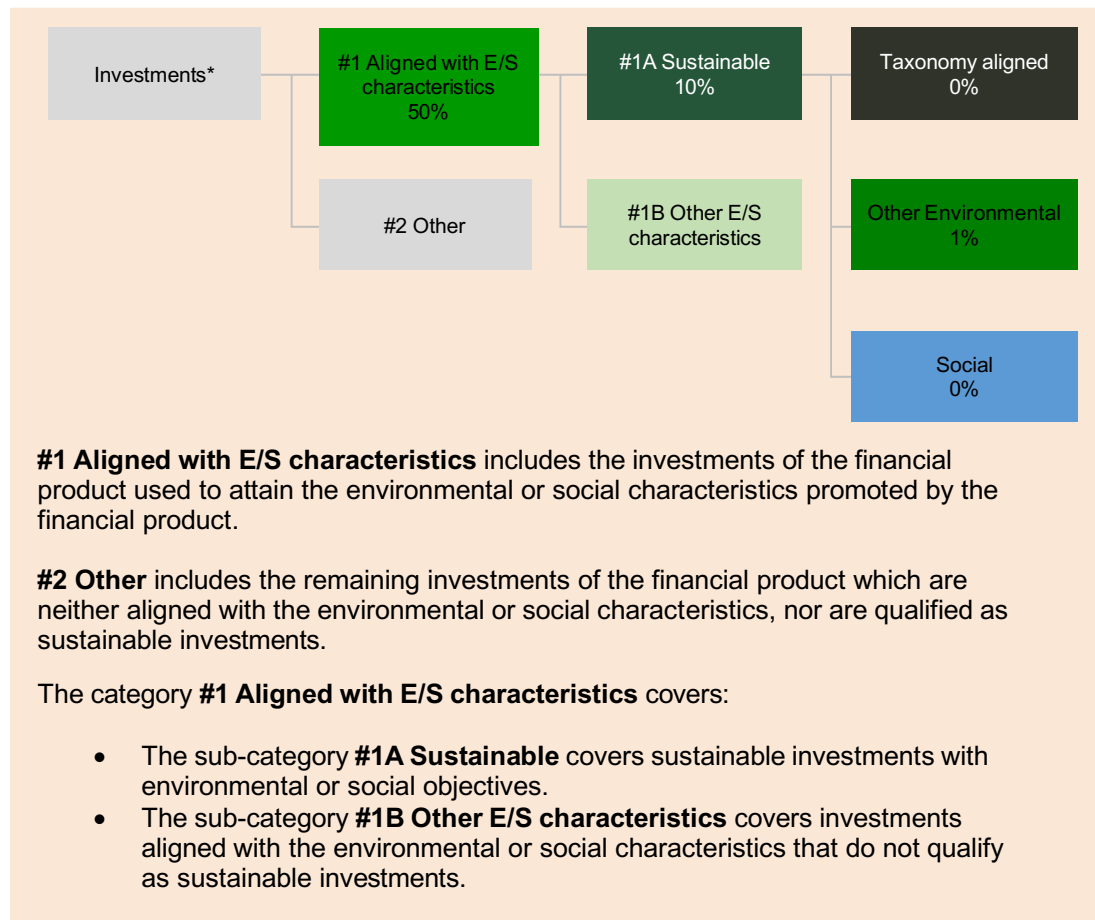 Investments*
#1 Aligned with E/S
characteristics
50%
#1A Sustainable
10%
Taxonomy aligned
0%
#2 Other
#1B Other E/S
characteristics
Other Environmental
1%
Social
0%
#1 Aligned with E/S characteristics includes the investments of the financial
product used to attain the environmental or social characteristics promoted by the
financial product.
#2 Other includes the remaining investments of the financial product which are
neither aligned with the environmental or social characteristics, nor are qualified as
sustainable investments.
The category #1 Aligned with E/S characteristics covers:
• The sub-category #1A Sustainable covers sustainable investments with
environmental or social objectives.
• The sub-category #1B Other E/S characteristics covers investments
aligned with the environmental or social characteristics that do not qualify
as sustainable investments.